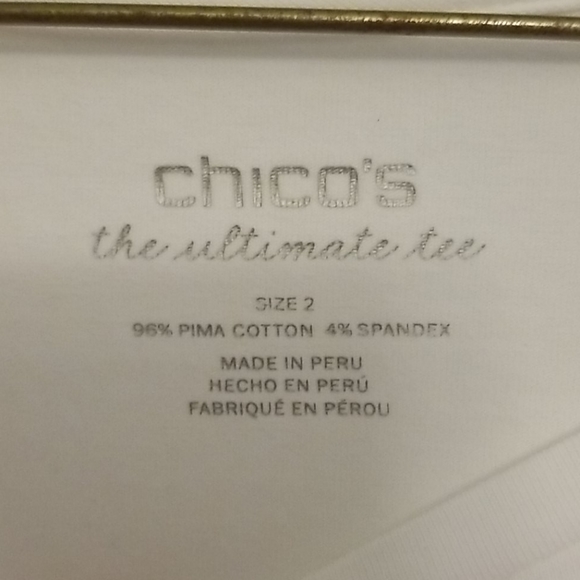 chico's
the ultimate tee
SIZE 2
96% PIMA COTTON 4% SPANDEX
MADE IN PERU
HECHO EN PERÚ
FABRIQUÉ EN PÉROU